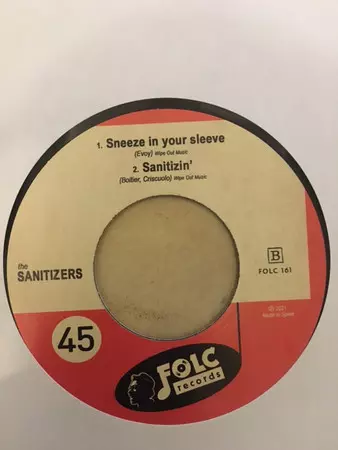 1. Sneeze in your sleeve
(Evoy) Wipe Out Music
2. Sanitizin'
(Bollier, Criscuolo) Wipe Out Music
the
SANITIZERS
B
FOLC 161
Made in Spain
45
FOLC
records